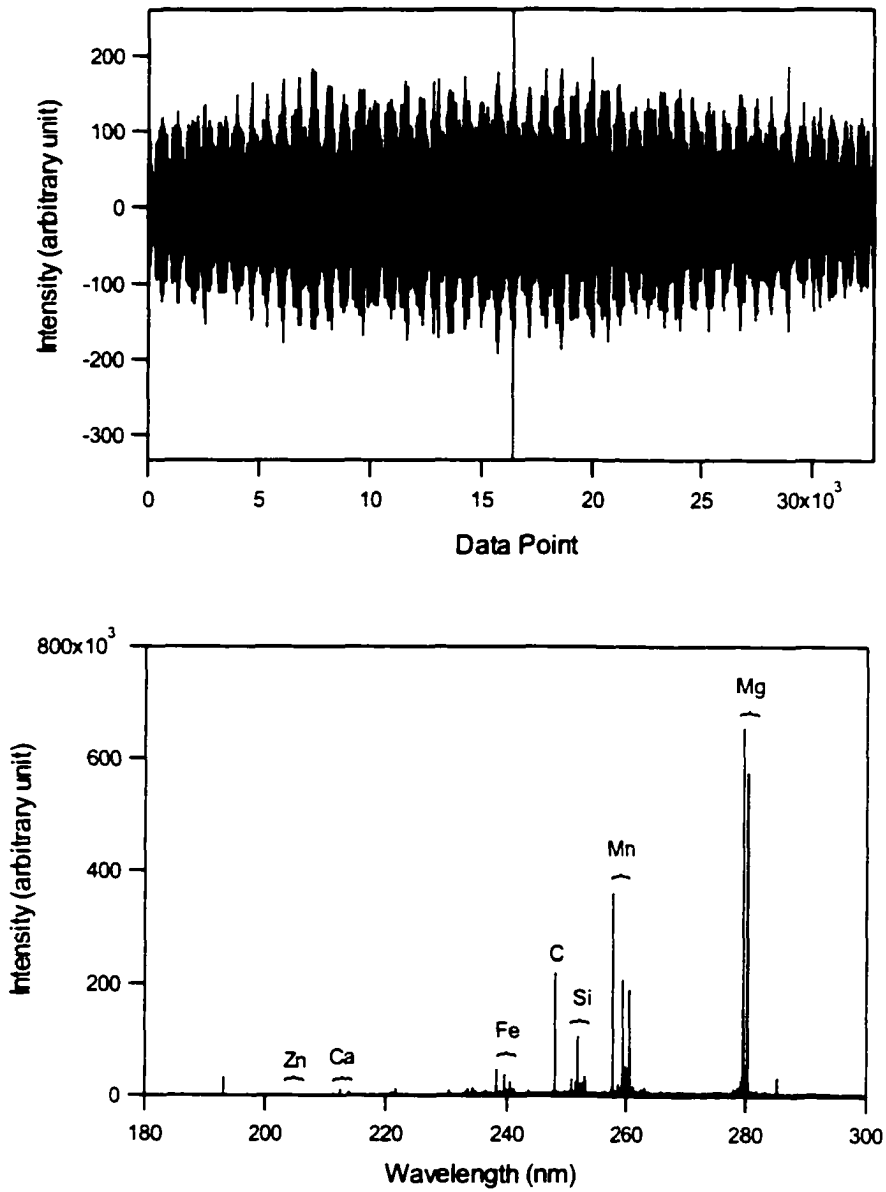 Intensity (arbitrary unit)
200
100
0
-100
-200
-300
0 5 10 15 20 25 30x10³
Data Point
Intensity (arbitrary unit)
800x10³
600
400
200
0
Mg
Mn
C
Si
Fe
Zn Ca
180 200 220 240 260 280 300
Wavelength (nm)